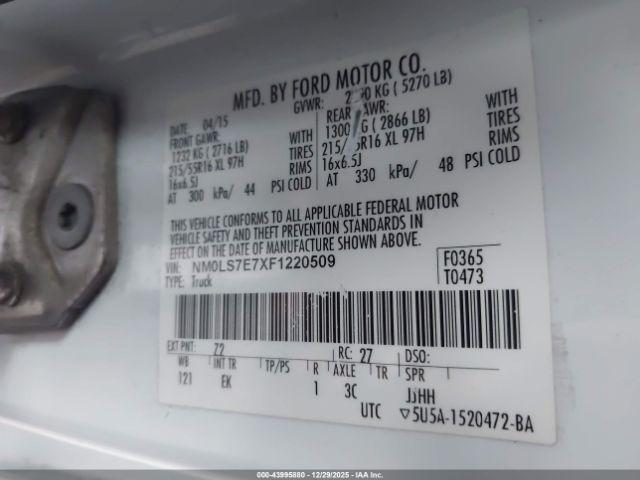 MFD. BY FORD MOTOR CO.
DATE: 04/15 GVWR: KG ( 5270 LB)
FRONT GAWR: REAR GAWR:
1232 KG ( 2716 LB) WITH 1300 KG ( 2866 LB) WITH
215/55R16 XL 97H TIRES 215/ 5R16 XL 97H TIRES
16x6.5J RIMS 16x6.5J RIMS
AT 300 kPa/ 44 PSI COLD AT 330 kPa/ 48 PSI COLD
THIS VEHICLE CONFORMS TO ALL APPLICABLE FEDERAL MOTOR
VEHICLE SAFETY AND THEFT PREVENTION STANDARDS IN
EFFECT ON THE DATE OF MANUFACTURE SHOWN ABOVE.
VIN: NM0LS7E7XF1220509 F0365
TYPE: Truck T0473
EXT PNT: Z2 RC: 27 DSO:
WB INT TR TP/PS R AXLE TR SPR
121 EK 1 3C JJHH
UTC ▽5U5A-1520472-BA
000-43995880 - 12/29/2025 - IAA Inc.